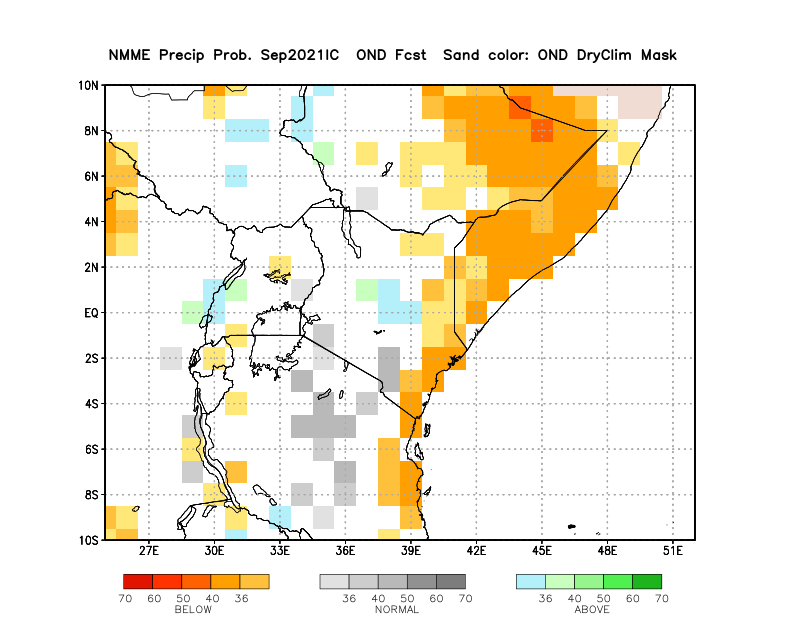 NMME Precip Prob. Sep2021IC  OND Fcst  Sand color: OND DryClim Mask
10N
8N
6N
4N
2N
EQ
2S
4S
6S
8S
10S
27E 30E 33E 36E 39E 42E 45E 48E 51E
70 60 50 40 36
BELOW
36 40 50 60 70
NORMAL
36 40 50 60 70
ABOVE